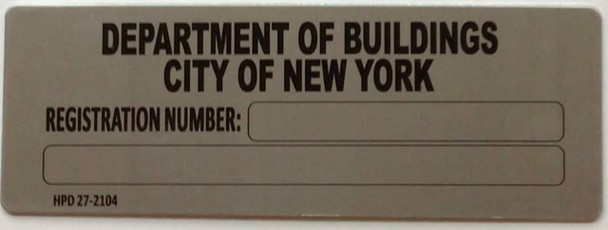 DEPARTMENT OF BUILDINGS
CITY OF NEW YORK
REGISTRATION NUMBER:
HPD 27-2104